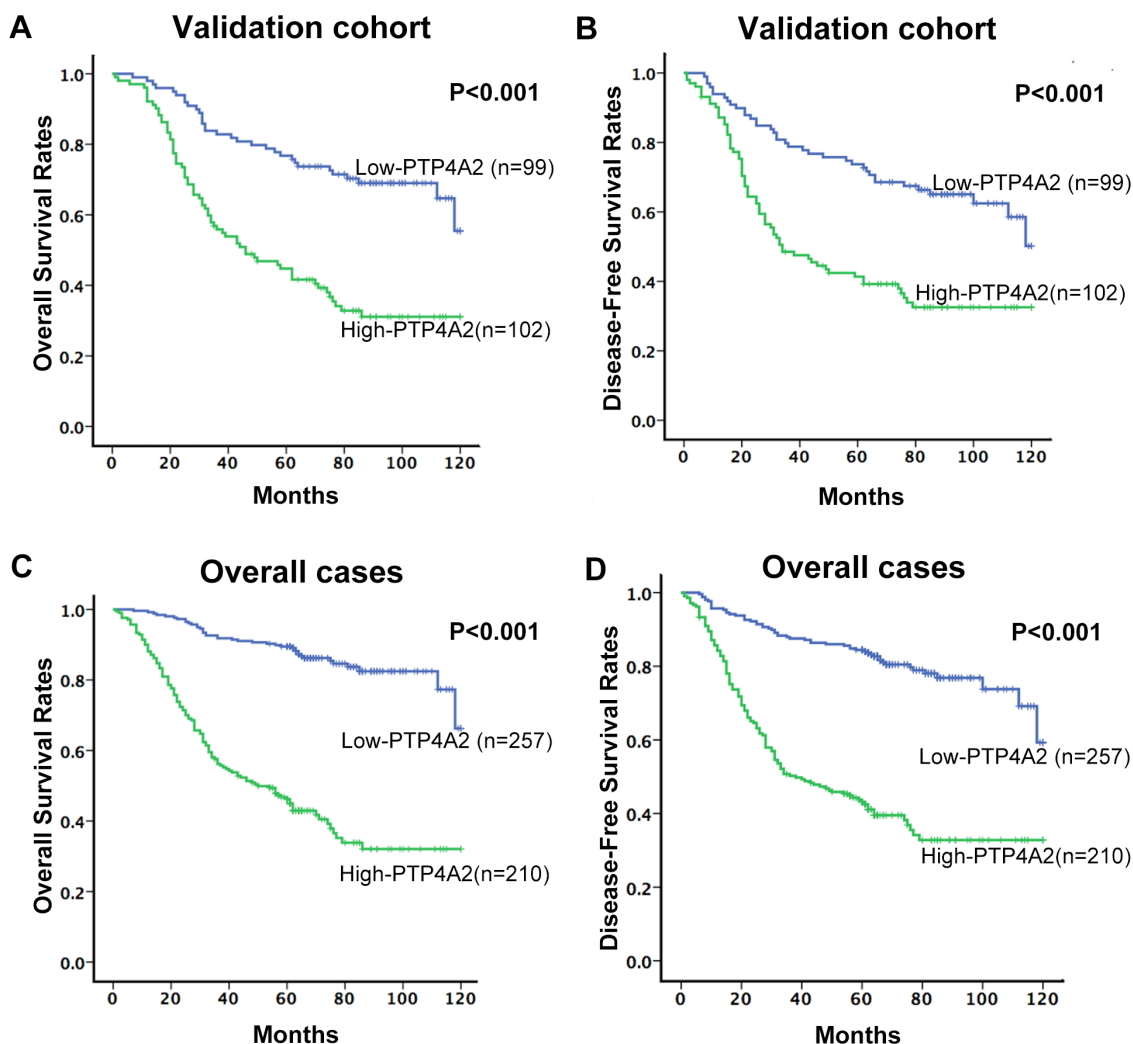 A
Validation cohort
Overall Survival Rates
1.0
0.8
0.6
0.4
0.2
0.0
P<0.001
Low-PTP4A2 (n=99)
High-PTP4A2(n=102)
0 20 40 60 80 100 120
Months
B
Validation cohort
Disease-Free Survival Rates
1.0
0.8
0.6
0.4
0.2
0.0
P<0.001
Low-PTP4A2 (n=99)
High-PTP4A2(n=102)
0 20 40 60 80 100 120
Months
C
Overall cases
Overall Survival Rates
1.0
0.8
0.6
0.4
0.2
0.0
P<0.001
Low-PTP4A2 (n=257)
High-PTP4A2(n=210)
0 20 40 60 80 100 120
Months
D
Overall cases
Disease-Free Survival Rates
1.0
0.8
0.6
0.4
0.2
0.0
P<0.001
Low-PTP4A2 (n=257)
High-PTP4A2(n=210)
0 20 40 60 80 100 120
Months